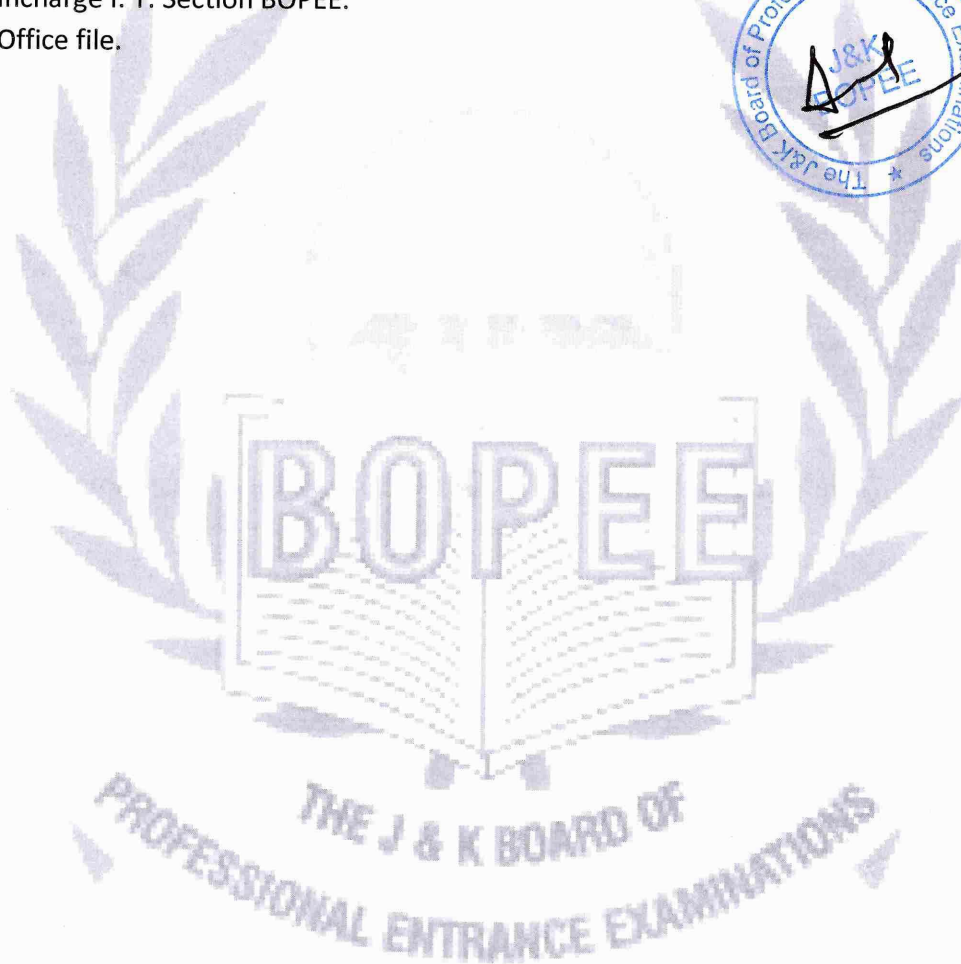 Incharge I. T. Section BOPEE.
Office file.
The J&K Board of
J&K
BOPEE
BOPEE
THE J & K BOARD OF
PROFESSIONAL ENTRANCE EXAMINATIONS